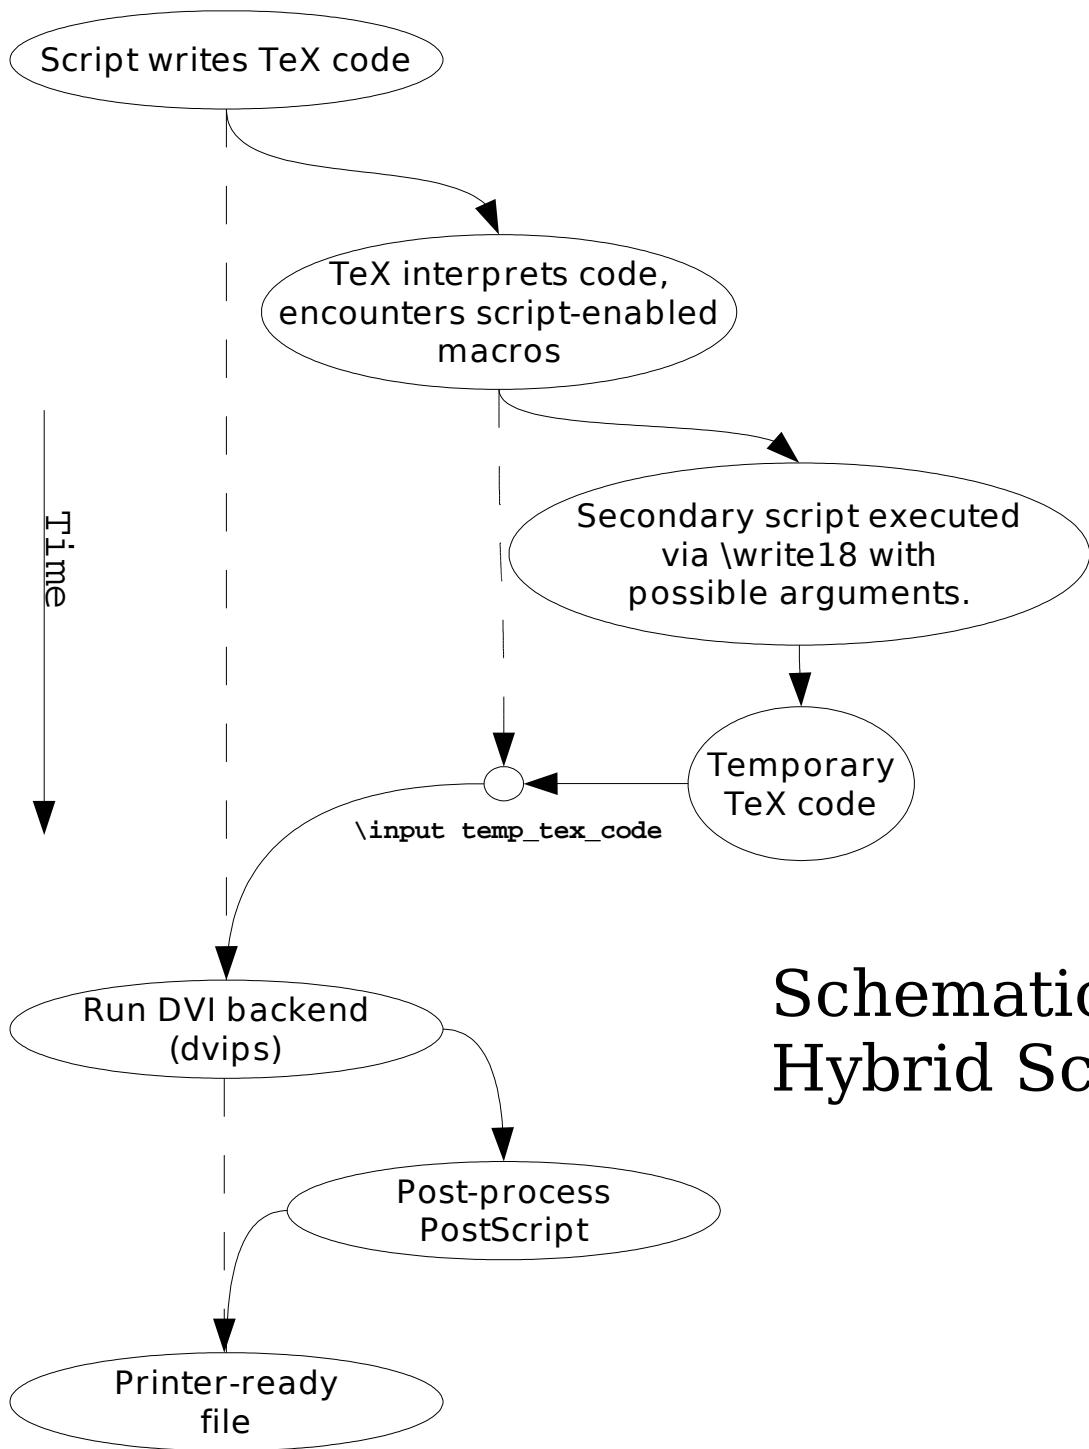 Script writes TeX code
TeX interprets code,
encounters script-enabled
macros
Time
Secondary script executed
via \write18 with
possible arguments.
Temporary
TeX code
\input temp_tex_code
Run DVI backend
(dvips)
Schematic
Hybrid Sc
Post-process
PostScript
Printer-ready
file